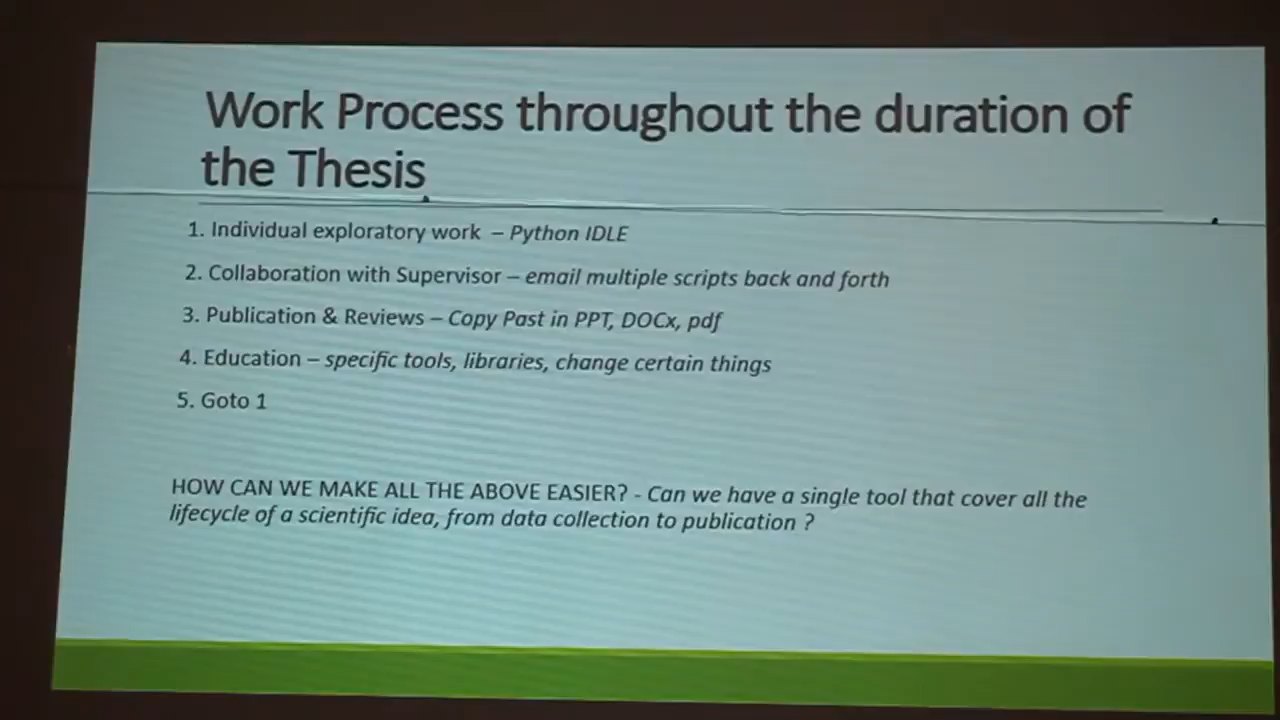 Work Process throughout the duration of
the Thesis
1. Individual exploratory work – Python IDLE
2. Collaboration with Supervisor – email multiple scripts back and forth
3. Publication & Reviews – Copy Past in PPT, DOCx, pdf
4. Education – specific tools, libraries, change certain things
5. Goto 1
HOW CAN WE MAKE ALL THE ABOVE EASIER? - Can we have a single tool that cover all the
lifecycle of a scientific idea, from data collection to publication ?